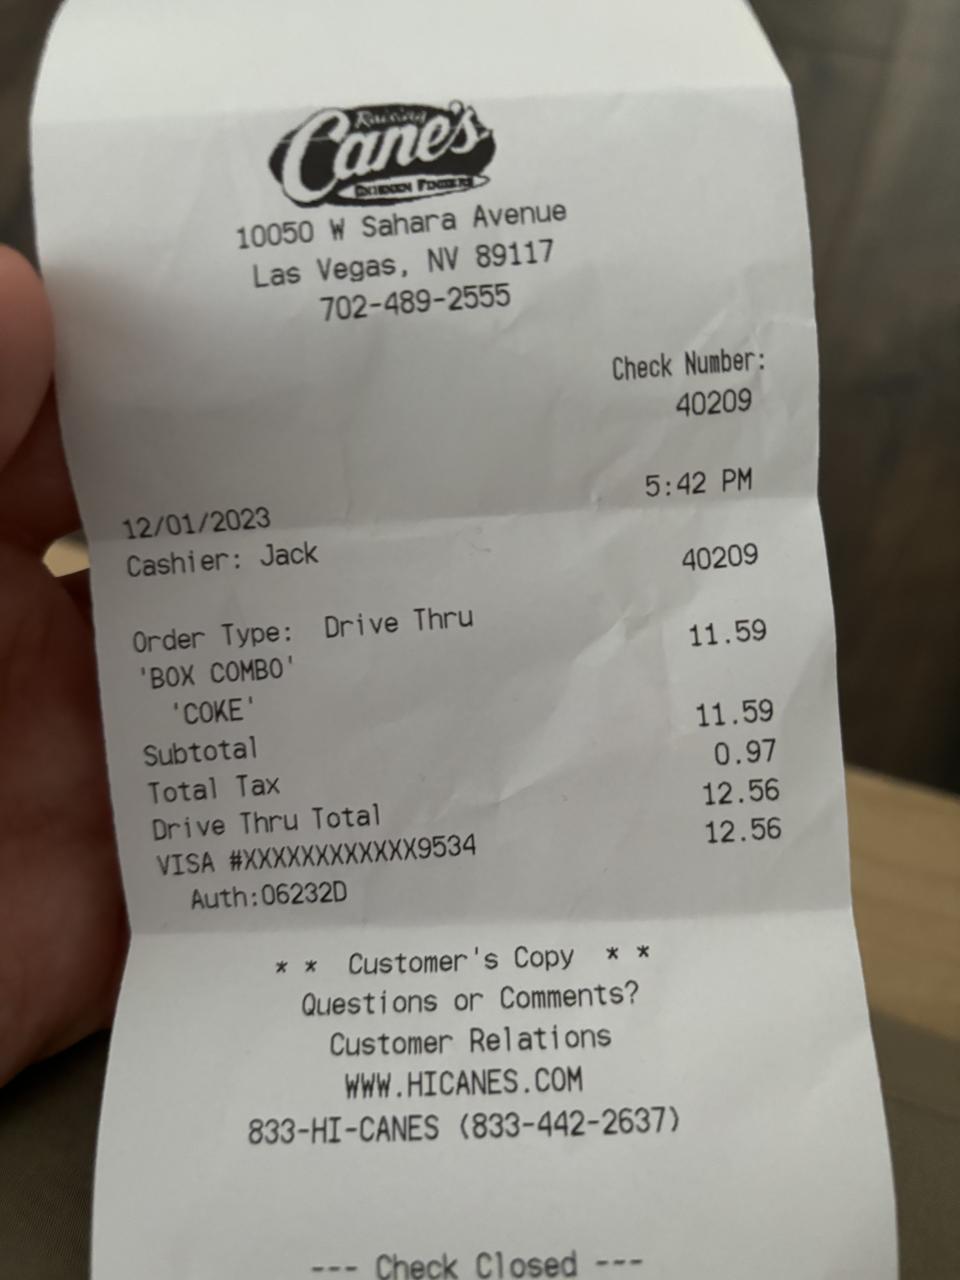 Raising
Cane's
CHICKEN FINGERS
10050 W Sahara Avenue
Las Vegas, NV 89117
702-489-2555
Check Number:
40209
12/01/2023 5:42 PM
Cashier: Jack 40209
Order Type: Drive Thru
'BOX COMBO' 11.59
'COKE'
Subtotal 11.59
Total Tax 0.97
Drive Thru Total 12.56
VISA #XXXXXXXXXXXX9534 12.56
Auth:06232D
* * Customer's Copy * *
Questions or Comments?
Customer Relations
WWW.HICANES.COM
833-HI-CANES (833-442-2637)
--- Check Closed ---